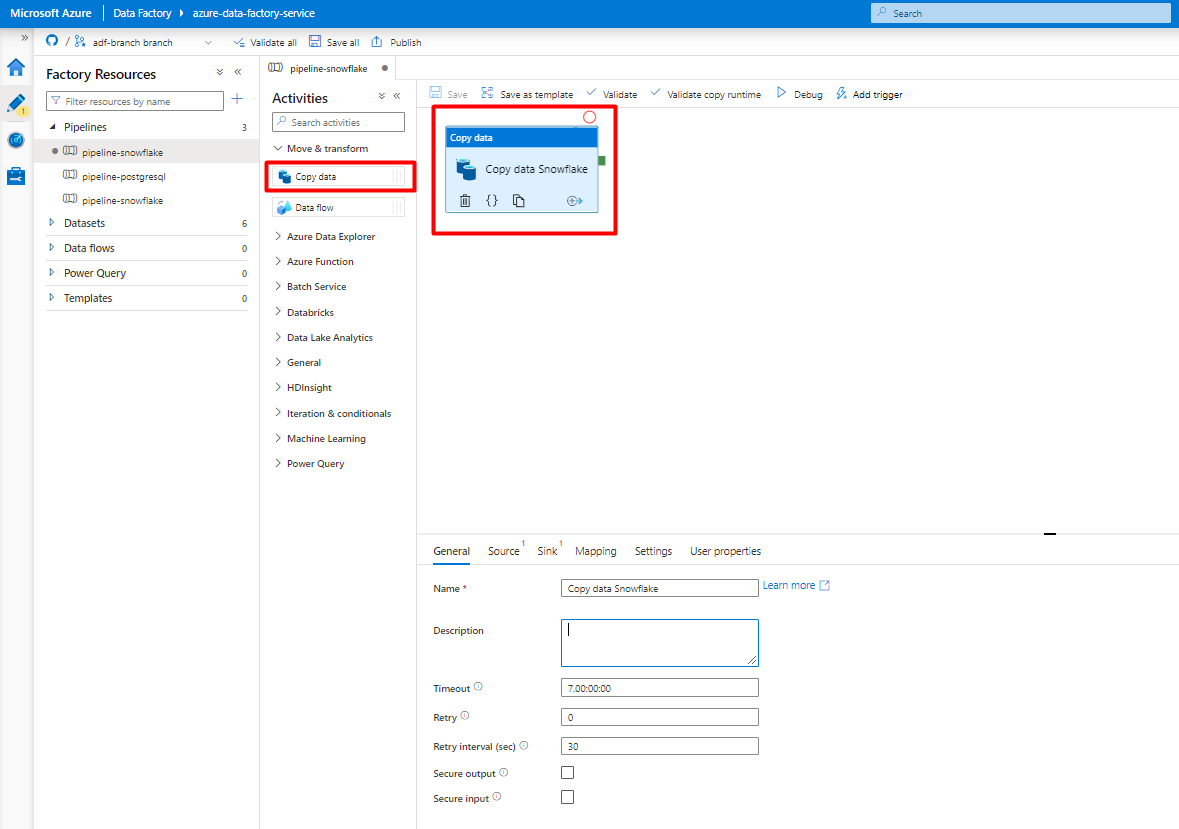 Microsoft Azure
Data Factory
azure-data-factory-service
Search
/
adf-branch branch
Validate all
Save all
Publish
1
Factory Resources
Filter resources by name
Pipelines
3
pipeline-snowflake
pipeline-postgresql
pipeline-snowflake
Datasets
6
Data flows
0
Power Query
0
Templates
0
pipeline-snowflake
Activities
Search activities
Move & transform
Copy data
Data flow
Azure Data Explorer
Azure Function
Batch Service
Databricks
Data Lake Analytics
General
HDInsight
Iteration & conditionals
Machine Learning
Power Query
Save
Save as template
Validate
Validate copy runtime
Debug
Add trigger
Copy data
Copy data Snowflake
{}
General
Source 1
Sink 1
Mapping
Settings
User properties
Name *
Copy data Snowflake
Learn more
Description
Timeout
7.00:00:00
Retry
0
Retry interval (sec)
30
Secure output
Secure input